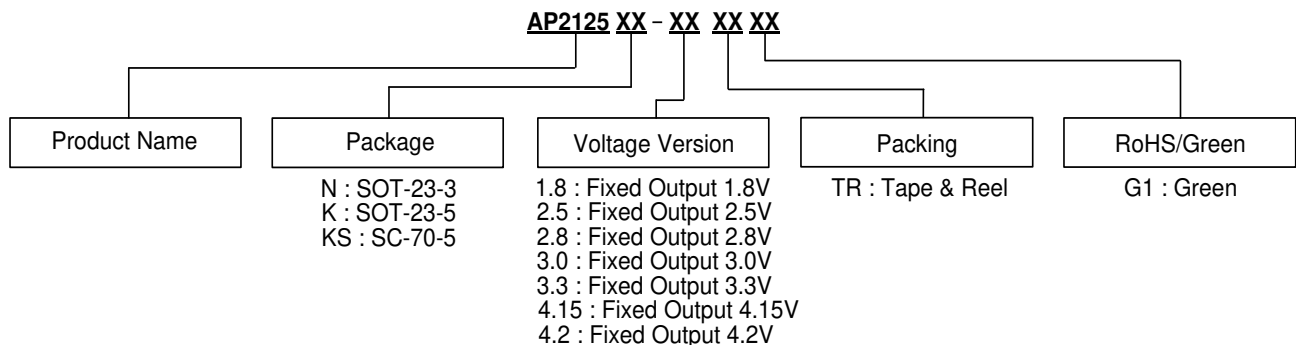 AP2125 XX – XX XX XX
Product Name
Package
Voltage Version
Packing
RoHS/Green
N : SOT-23-3
K : SOT-23-5
KS : SC-70-5
1.8 : Fixed Output 1.8V
2.5 : Fixed Output 2.5V
2.8 : Fixed Output 2.8V
3.0 : Fixed Output 3.0V
3.3 : Fixed Output 3.3V
4.15 : Fixed Output 4.15V
4.2 : Fixed Output 4.2V
TR : Tape & Reel
G1 : Green